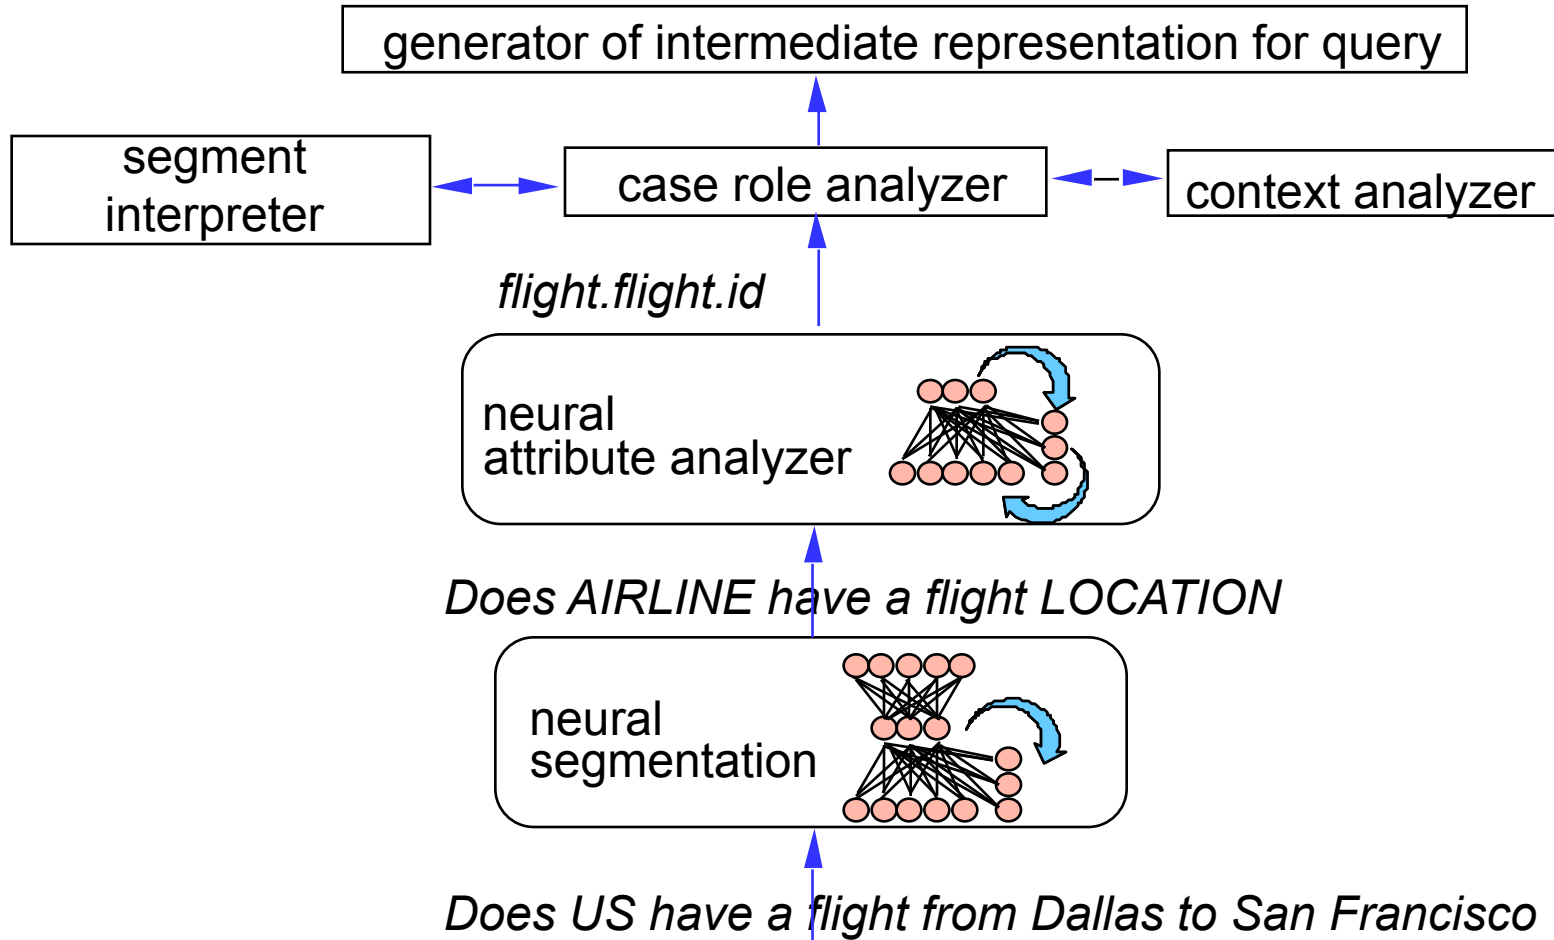 generator of intermediate representation for query
segment
interpreter
case role analyzer
context analyzer
flight.flight.id
neural
attribute analyzer
Does AIRLINE have a flight LOCATION
neural
segmentation
Does US have a flight from Dallas to San Francisco